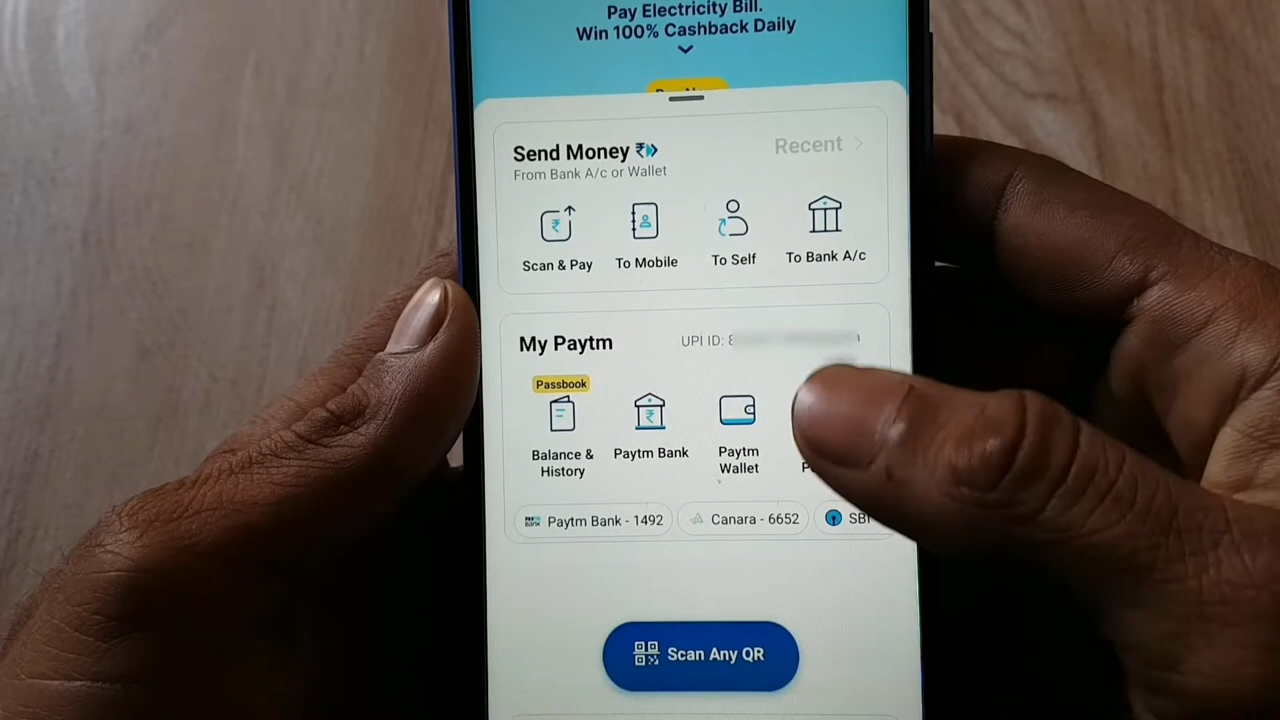 Pay Electricity Bill.
Win 100% Cashback Daily
Send Money
Recent
From Bank A/c or Wallet
Scan & Pay
To Mobile
To Self
To Bank A/c
My Paytm
UPI ID: 8
Passbook
Balance &
History
Paytm Bank
Paytm
Wallet
Paytm Bank - 1492
Canara - 6652
SBI
Scan Any QR